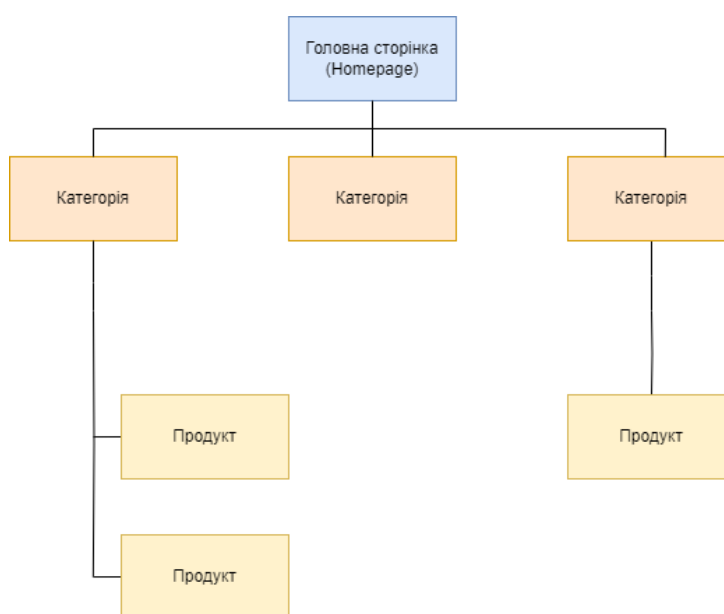 Головна сторінка
(Homepage)
Категорія
Категорія
Категорія
Продукт
Продукт
Продукт